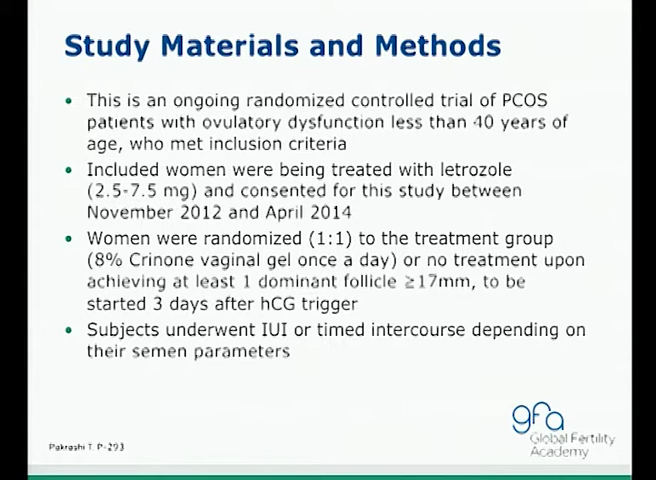 Study Materials and Methods
• This is an ongoing randomized controlled trial of PCOS
patients with ovulatory dysfunction less than 40 years of
age, who met inclusion criteria
• Included women were being treated with letrozole
(2.5-7.5 mg) and consented for this study between
November 2012 and April 2014
• Women were randomized (1:1) to the treatment group
(8% Crinone vaginal gel once a day) or no treatment upon
achieving at least 1 dominant follicle ≥17mm, to be
started 3 days after hCG trigger
• Subjects underwent IUI or timed intercourse depending on
their semen parameters
Pakrashi T. P-293
gfa
Global Fertility
Academy